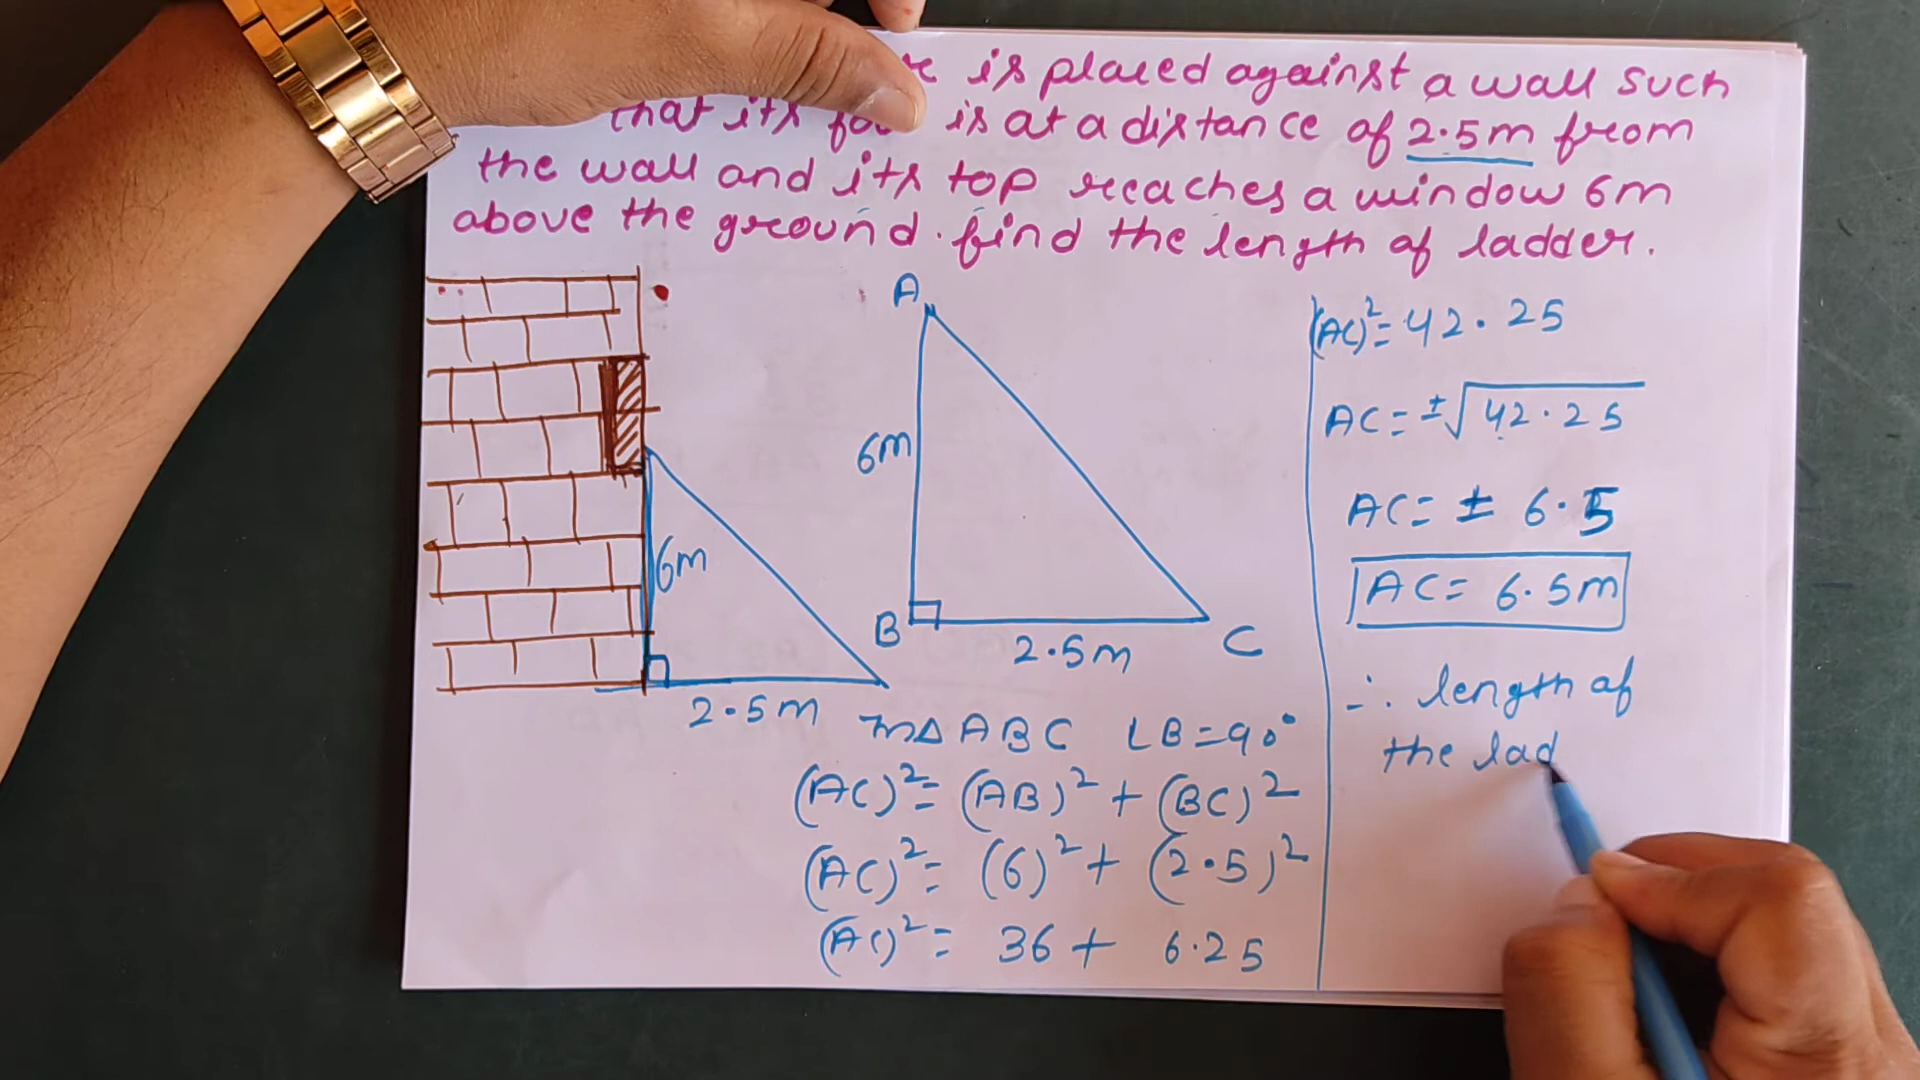 is placed against a wall such
that its foot is at a distance of 2.5m from
the wall and its top reaches a window 6m
above the ground. find the length of ladder.
6m
2.5m
A
6m
B
2.5m
C
In △ ABC ∠B=90°
(AC)²= (AB)² + (BC)²
(AC)²= (6)² + (2.5)²
(AC)²= 36 + 6.25
(AC)²= 42.25
AC= ±√42.25
AC= ± 6.5
AC= 6.5m
∴ length of
the lad